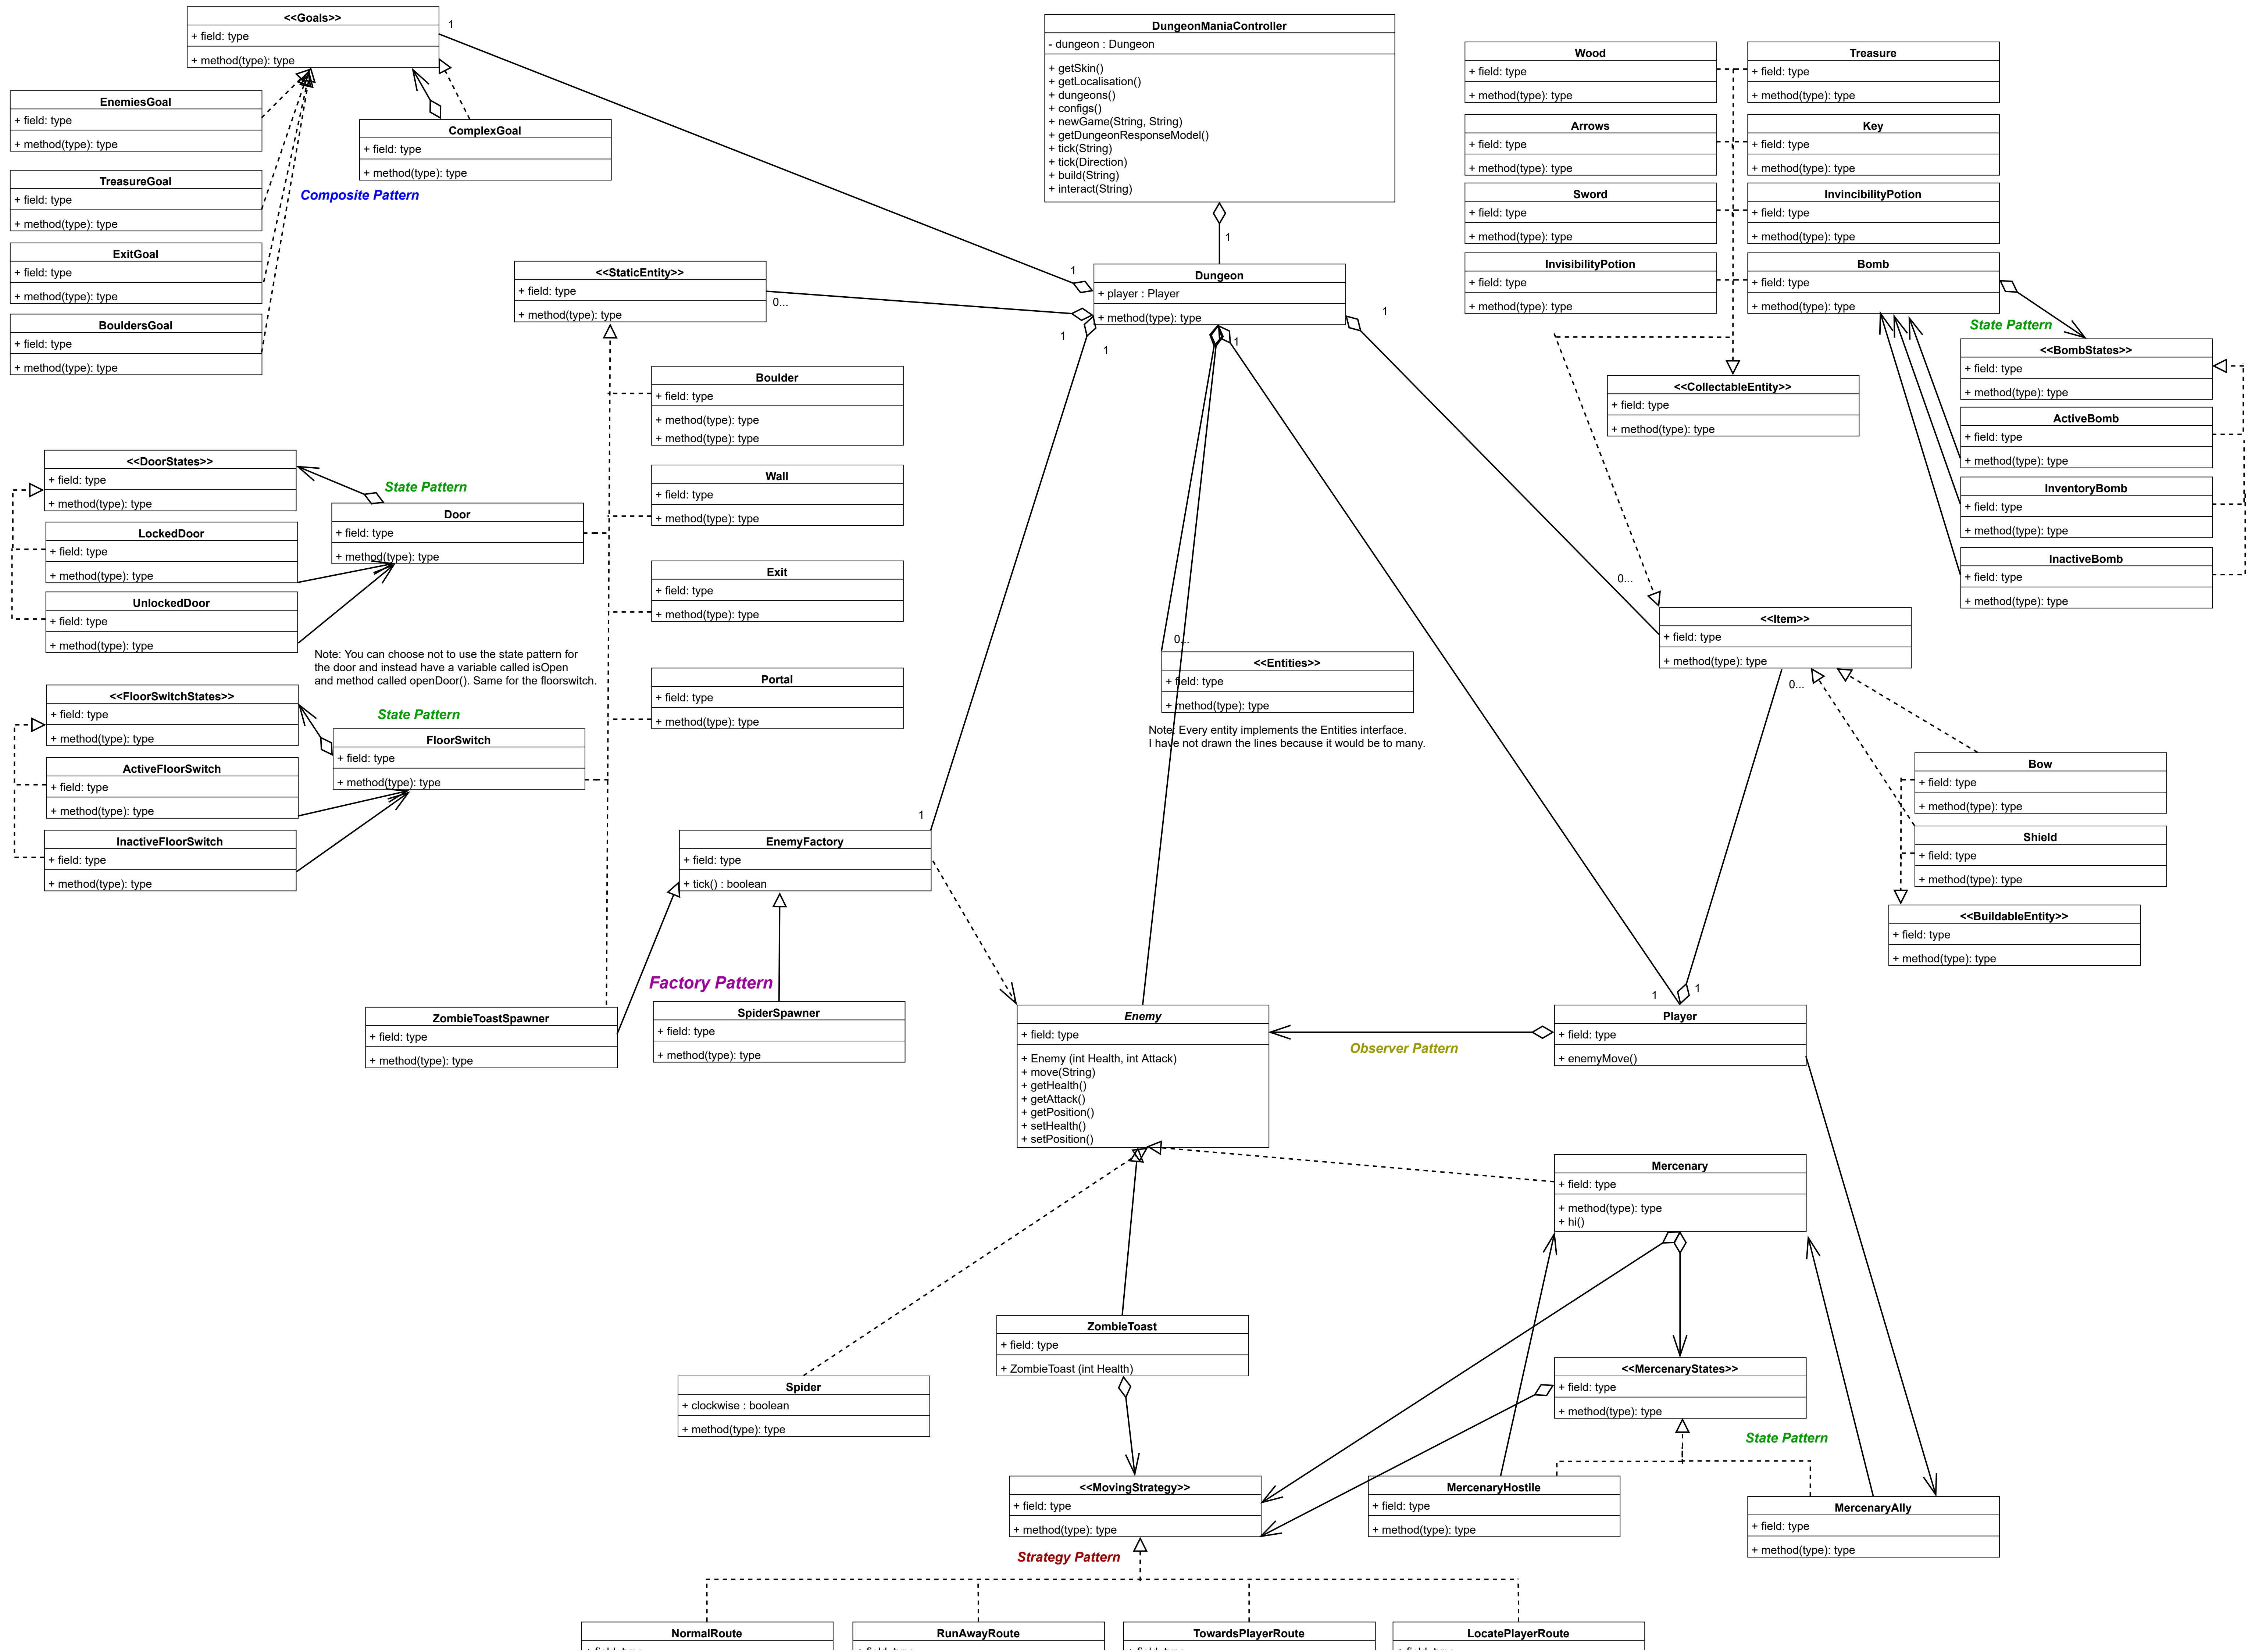 <<Goals>>
+ field: type
+ method(type): type
1
EnemiesGoal
+ field: type
+ method(type): type
ComplexGoal
+ field: type
+ method(type): type
Composite Pattern
TreasureGoal
+ field: type
+ method(type): type
ExitGoal
+ field: type
+ method(type): type
BouldersGoal
+ field: type
+ method(type): type
DungeonManiaController
- dungeon : Dungeon
+ getSkin()
+ getLocalisation()
+ dungeons()
+ configs()
+ newGame(String, String)
+ getDungeonResponseModel()
+ tick(String)
+ tick(Direction)
+ build(String)
+ interact(String)
1
Wood
+ field: type
+ method(type): type
Treasure
+ field: type
+ method(type): type
Arrows
+ field: type
+ method(type): type
Key
+ field: type
+ method(type): type
Sword
+ field: type
+ method(type): type
InvincibilityPotion
+ field: type
+ method(type): type
InvisibilityPotion
+ field: type
+ method(type): type
Bomb
+ field: type
+ method(type): type
State Pattern
<<BombStates>>
+ field: type
+ method(type): type
ActiveBomb
+ field: type
+ method(type): type
InventoryBomb
+ field: type
+ method(type): type
InactiveBomb
+ field: type
+ method(type): type
<<CollectableEntity>>
+ field: type
+ method(type): type
<<StaticEntity>>
+ field: type
+ method(type): type
0...
1
Dungeon
+ player : Player
+ method(type): type
1
1
1
1
Boulder
+ field: type
+ method(type): type
+ method(type): type
Wall
+ field: type
+ method(type): type
Exit
+ field: type
+ method(type): type
Portal
+ field: type
+ method(type): type
<<DoorStates>>
+ field: type
+ method(type): type
State Pattern
Door
+ field: type
+ method(type): type
LockedDoor
+ field: type
+ method(type): type
UnlockedDoor
+ field: type
+ method(type): type
Note: You can choose not to use the state pattern for
the door and instead have a variable called isOpen
and method called openDoor(). Same for the floorswitch.
<<FloorSwitchStates>>
+ field: type
+ method(type): type
State Pattern
FloorSwitch
+ field: type
+ method(type): type
ActiveFloorSwitch
+ field: type
+ method(type): type
InactiveFloorSwitch
+ field: type
+ method(type): type
0...
<<Entities>>
+ field: type
+ method(type): type
Note: Every entity implements the Entities interface.
I have not drawn the lines because it would be to many.
0...
<<Item>>
+ field: type
+ method(type): type
0...
Bow
+ field: type
+ method(type): type
Shield
+ field: type
+ method(type): type
<<BuildableEntity>>
+ field: type
+ method(type): type
1
EnemyFactory
+ field: type
+ tick() : boolean
Factory Pattern
ZombieToastSpawner
+ field: type
+ method(type): type
SpiderSpawner
+ field: type
+ method(type): type
Enemy
+ field: type
+ Enemy (int Health, int Attack)
+ move(String)
+ getHealth()
+ getAttack()
+ getPosition()
+ setHealth()
+ setPosition()
Observer Pattern
1
1
Player
+ field: type
+ enemyMove()
Mercenary
+ field: type
+ method(type): type
+ hi()
ZombieToast
+ field: type
+ ZombieToast (int Health)
Spider
+ clockwise : boolean
+ method(type): type
<<MercenaryStates>>
+ field: type
+ method(type): type
State Pattern
<<MovingStrategy>>
+ field: type
+ method(type): type
MercenaryHostile
+ field: type
+ method(type): type
MercenaryAlly
+ field: type
+ method(type): type
Strategy Pattern
NormalRoute
RunAwayRoute
TowardsPlayerRoute
LocatePlayerRoute